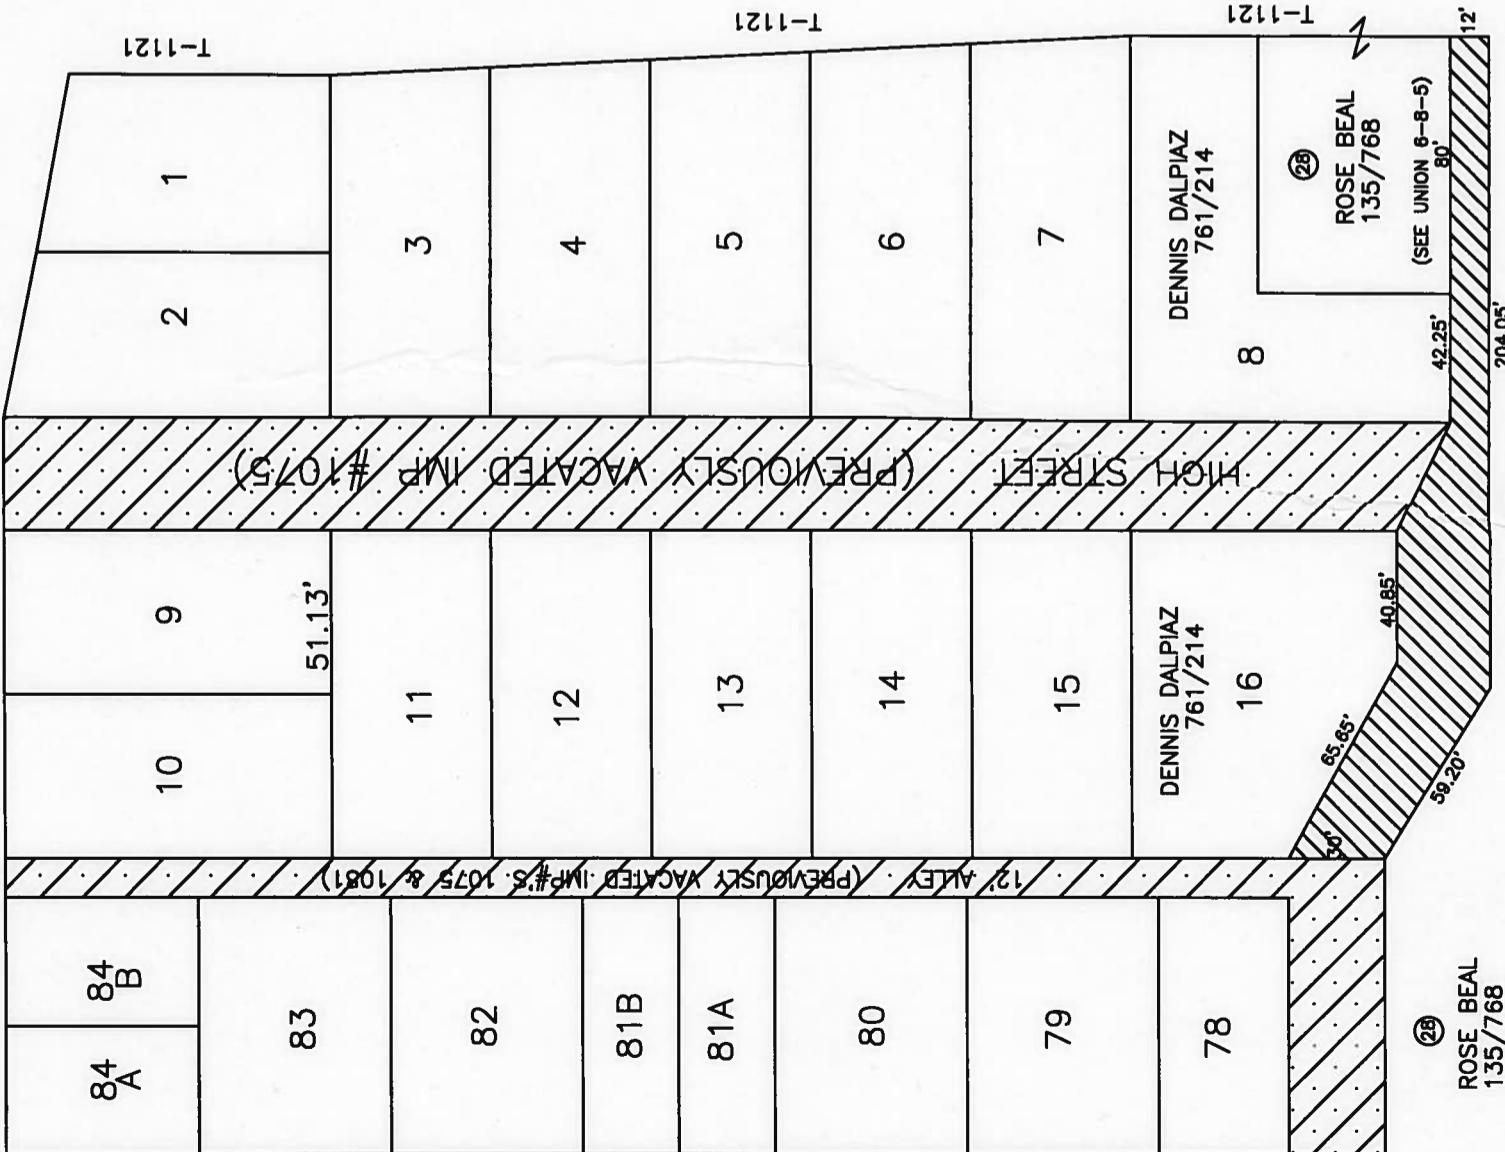 T-1121
T-1121
T-1121
12'
1
2
3
4
5
6
7
DENNIS DALPIAZ
761/214
8
28
ROSE BEAL
135/768
(SEE UNION 6-8-5)
80'
42.25'
204.05'
HIGH STREET (PREVIOUSLY VACATED IMP #1075)
9
51.13'
10
11
12
13
14
15
DENNIS DALPIAZ
761/214
16
40.85'
65.65'
59.20'
30'
12' ALLEY (PREVIOUSLY VACATED IMP#'S 1075 & 1081)
84
B
84
A
83
82
81B
81A
80
79
78
28
ROSE BEAL
135/768